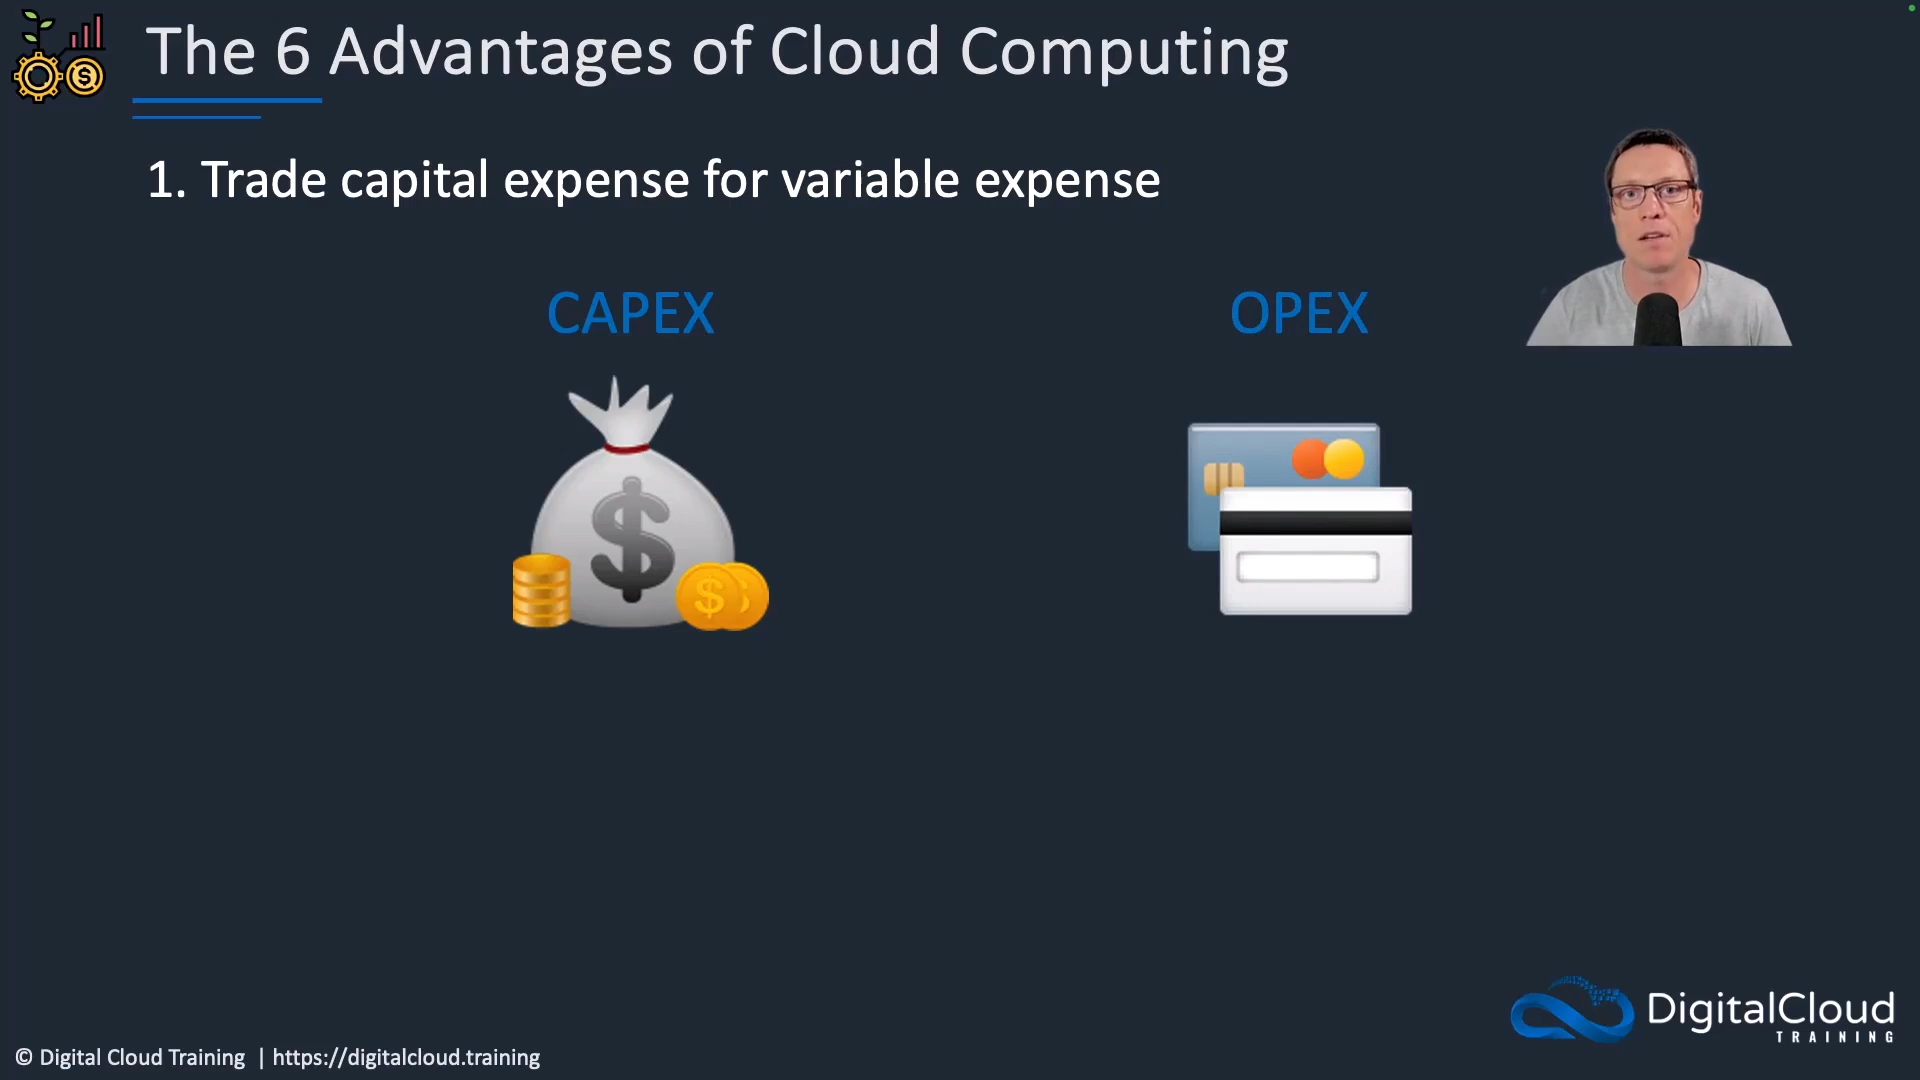 The 6 Advantages of Cloud Computing
1. Trade capital expense for variable expense
CAPEX
OPEX
$
$
DigitalCloud
TRAINING
© Digital Cloud Training | https://digitalcloud.training